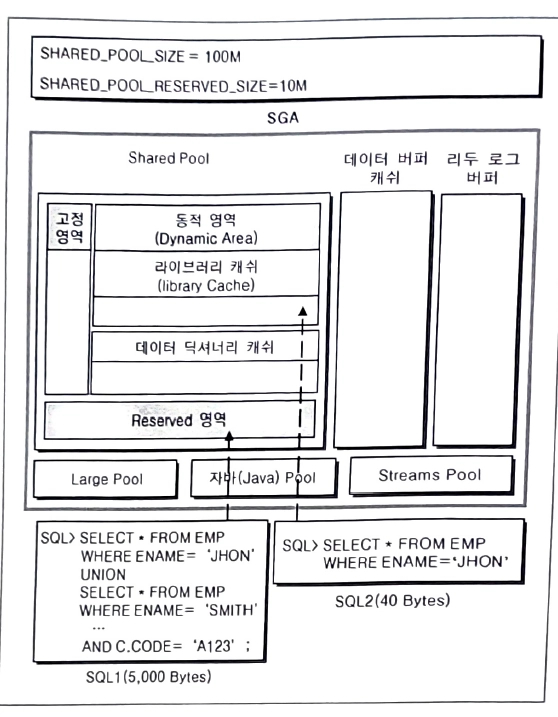 SHARED_POOL_SIZE = 100M
SHARED_POOL_RESERVED_SIZE=10M
SGA
Shared Pool
데이터 버퍼
캐쉬
리두 로그
버퍼
고정
영역
동적 영역
(Dynamic Area)
라이브러리 캐쉬
(library Cache)
데이터 딕셔너리 캐쉬
Reserved 영역
Large Pool
자바(Java) Pool
Streams Pool
SQL> SELECT * FROM EMP
WHERE ENAME= 'JHON'
UNION
SELECT * FROM EMP
WHERE ENAME= 'SMITH'
...
AND C.CODE= 'A123' ;
SQL1(5,000 Bytes)
SQL> SELECT * FROM EMP
WHERE ENAME='JHON'
SQL2(40 Bytes)